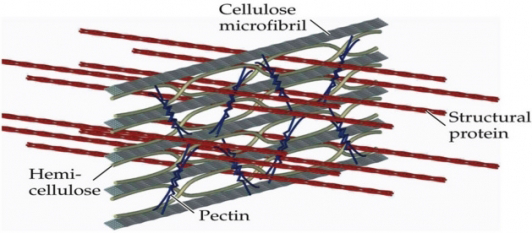 Cellulose
microfibril
Structural
protein
Hemi-
cellulose
Pectin